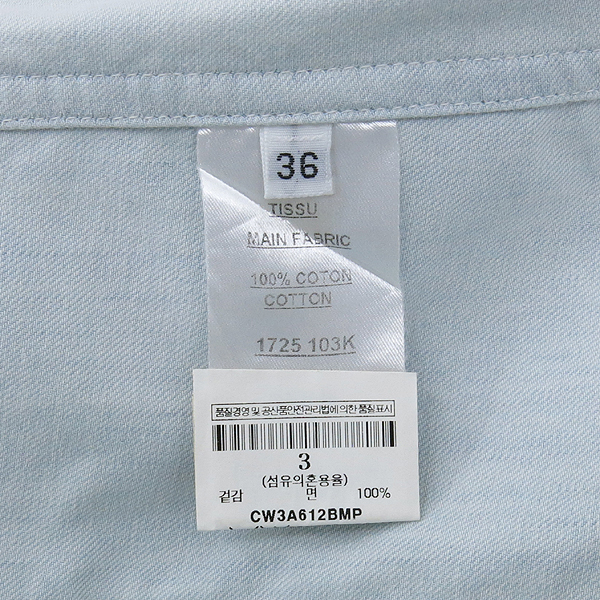 36
TISSU
MAIN FABRIC
100% COTON
COTTON
1725 103K
품질경영 및 공산품안전관리법에 의한 품질표시
3
(섬유의혼용율)
겉감 면 100%
CW3A612BMP